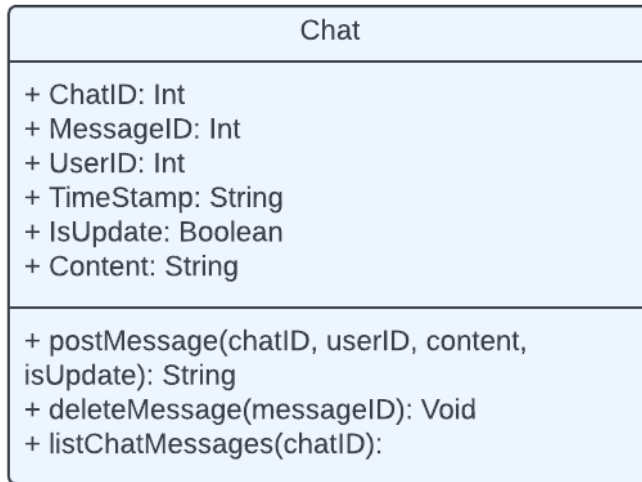 Chat
+ ChatID: Int
+ MessageID: Int
+ UserID: Int
+ TimeStamp: String
+ IsUpdate: Boolean
+ Content: String
+ postMessage(chatID, userID, content,
isUpdate): String
+ deleteMessage(messageID): Void
+ listChatMessages(chatID):